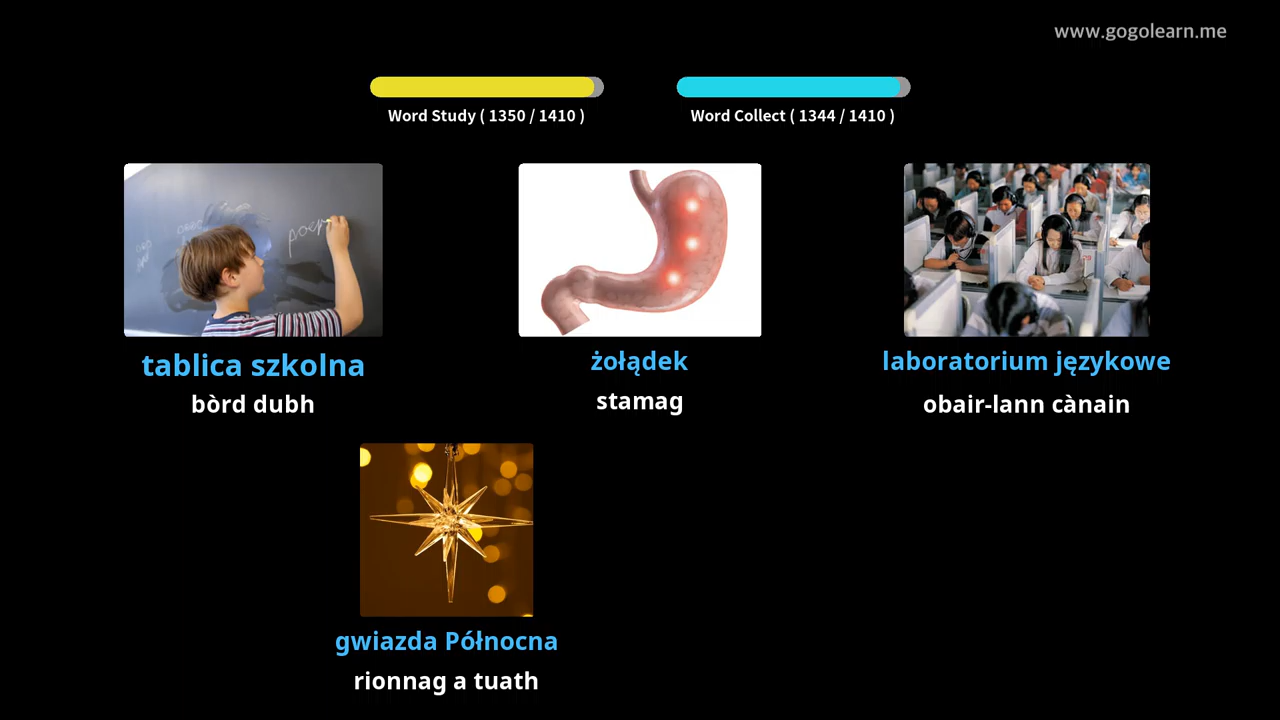 www.gogolearn.me
Word Study ( 1350 / 1410 )
Word Collect ( 1344 / 1410 )
poer
tablica szkolna
bòrd dubh
żołądek
stamag
laboratorium językowe
obair-lann cànain
gwiazda Północna
rionnag a tuath